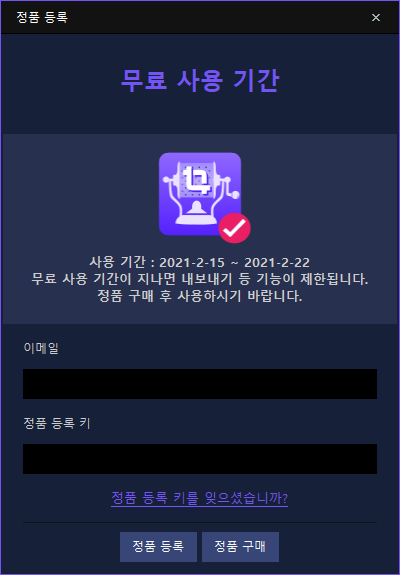 정품 등록
무료 사용 기간
사용 기간 : 2021-2-15 ~ 2021-2-22
무료 사용 기간이 지나면 내보내기 등 기능이 제한됩니다.
정품 구매 후 사용하시기 바랍니다.
이메일
정품 등록 키
정품 등록 키를 잊으셨습니까?
정품 등록 정품 구매